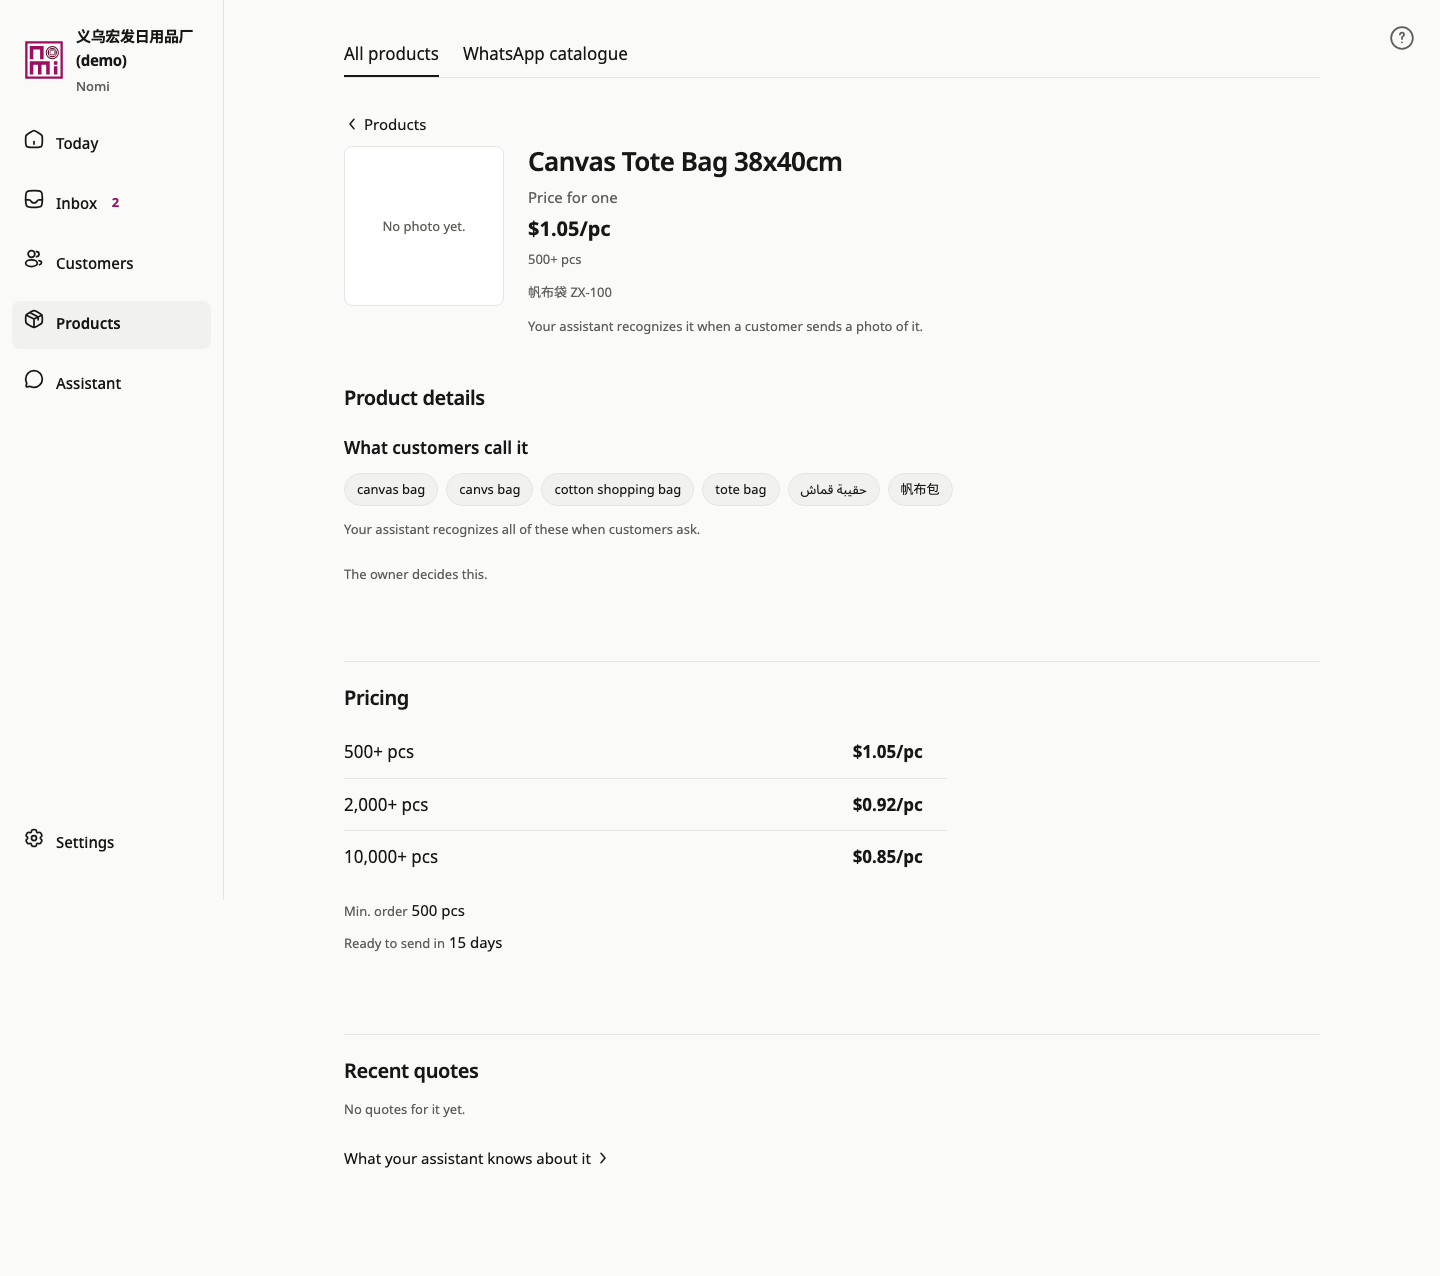 义乌宏发日用品厂
(demo)
Nomi
Today
Inbox 2
Customers
Products
Assistant
Settings
All products WhatsApp catalogue
Products
No photo yet.
Canvas Tote Bag 38x40cm
Price for one
$1.05/pc
500+ pcs
帆布袋 ZX-100
Your assistant recognizes it when a customer sends a photo of it.
Product details
What customers call it
canvas bag canvs bag cotton shopping bag tote bag حقيبة قماش 帆布包
Your assistant recognizes all of these when customers ask.
The owner decides this.
Pricing
500+ pcs $1.05/pc
2,000+ pcs $0.92/pc
10,000+ pcs $0.85/pc
Min. order 500 pcs
Ready to send in 15 days
Recent quotes
No quotes for it yet.
What your assistant knows about it